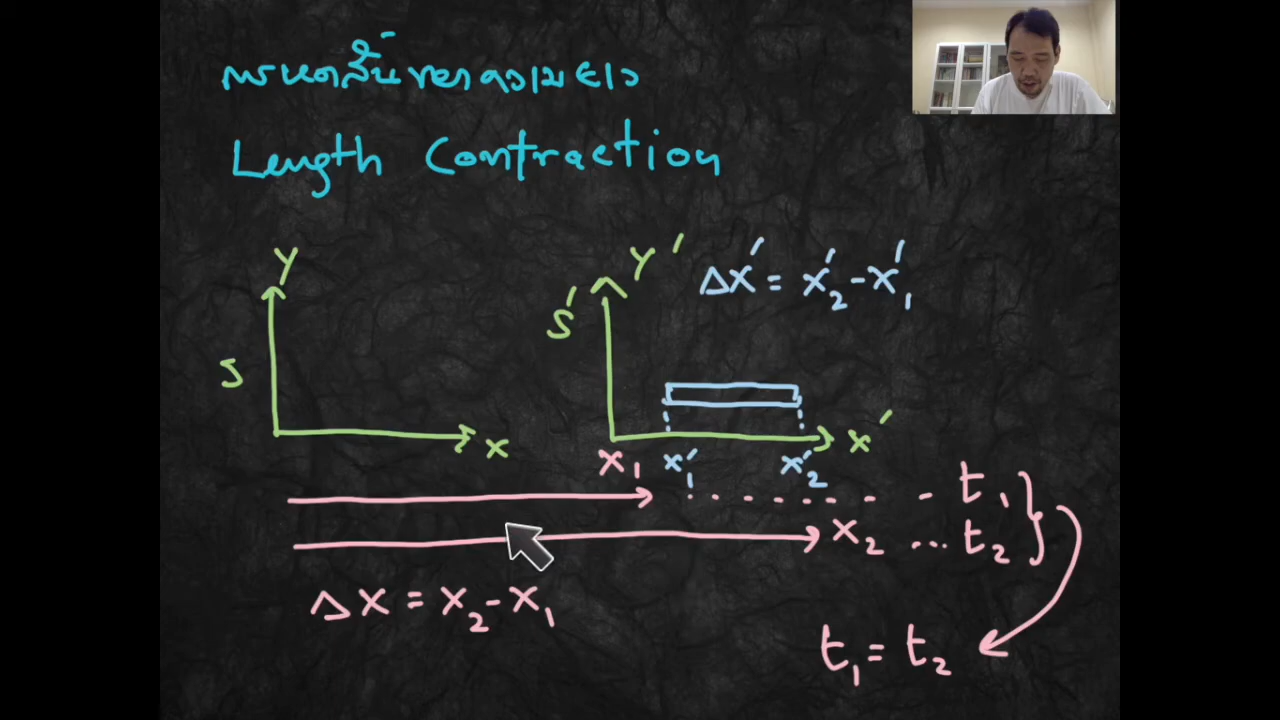 การหดสั้นของความยาว
Length Contraction
y
y'
Δx' = x'₂ - x'₁
S
S'
x
x'
x₁
x'₁
x'₂
t₁
x₂ ... t₂
Δx = x₂ - x₁
t₁ = t₂